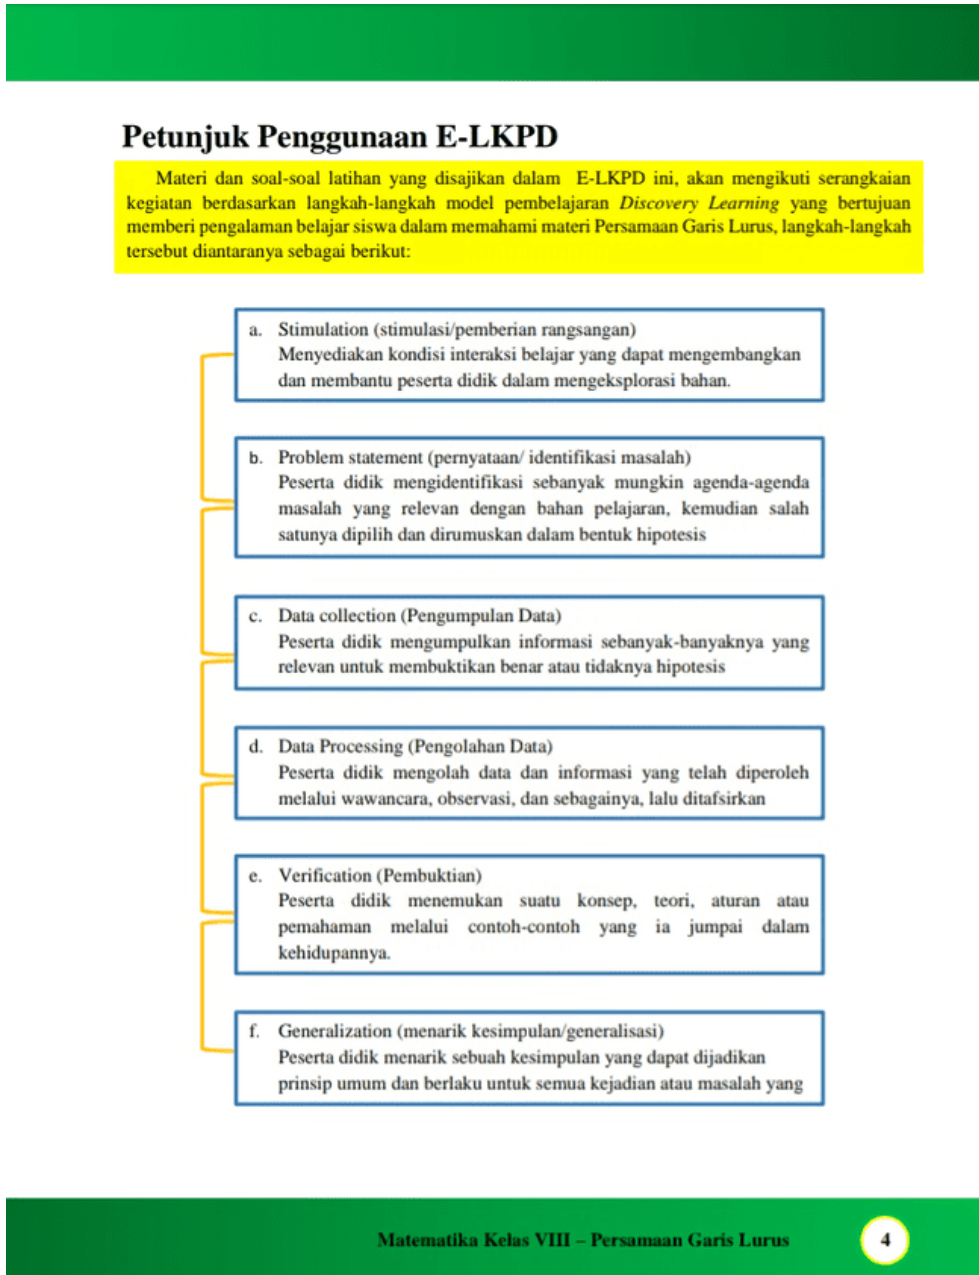 Petunjuk Penggunaan E-LKPD
Materi dan soal-soal latihan yang disajikan dalam E-LKPD ini, akan mengikuti serangkaian
kegiatan berdasarkan langkah-langkah model pembelajaran Discovery Learning yang bertujuan
memberi pengalaman belajar siswa dalam memahami materi Persamaan Garis Lurus, langkah-langkah
tersebut diantaranya sebagai berikut:
a. Stimulation (stimulasi/pemberian rangsangan)
Menyediakan kondisi interaksi belajar yang dapat mengembangkan
dan membantu peserta didik dalam mengeksplorasi bahan.
b. Problem statement (pernyataan/ identifikasi masalah)
Peserta didik mengidentifikasi sebanyak mungkin agenda-agenda
masalah yang relevan dengan bahan pelajaran, kemudian salah
satunya dipilih dan dirumuskan dalam bentuk hipotesis
c. Data collection (Pengumpulan Data)
Peserta didik mengumpulkan informasi sebanyak-banyaknya yang
relevan untuk membuktikan benar atau tidaknya hipotesis
d. Data Processing (Pengolahan Data)
Peserta didik mengolah data dan informasi yang telah diperoleh
melalui wawancara, observasi, dan sebagainya, lalu ditafsirkan
e. Verification (Pembuktian)
Peserta didik menemukan suatu konsep, teori, aturan atau
pemahaman melalui contoh-contoh yang ia jumpai dalam
kehidupannya.
f. Generalization (menarik kesimpulan/generalisasi)
Peserta didik menarik sebuah kesimpulan yang dapat dijadikan
prinsip umum dan berlaku untuk semua kejadian atau masalah yang
Matematika Kelas VIII – Persamaan Garis Lurus
4